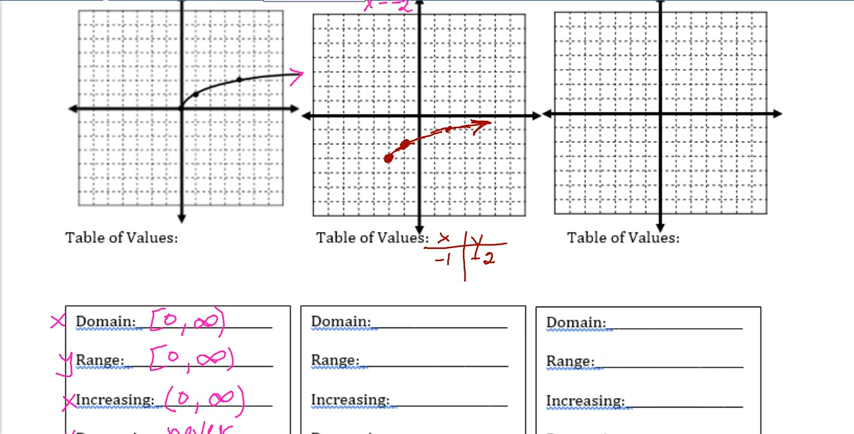 x = -2
Table of Values:
Table of Values: x y
-1 -2
Table of Values:
x Domain: [0, ∞)
Domain:
Domain:
y Range: [0, ∞)
Range:
Range:
x Increasing: (0, ∞)
Increasing:
Increasing:
never